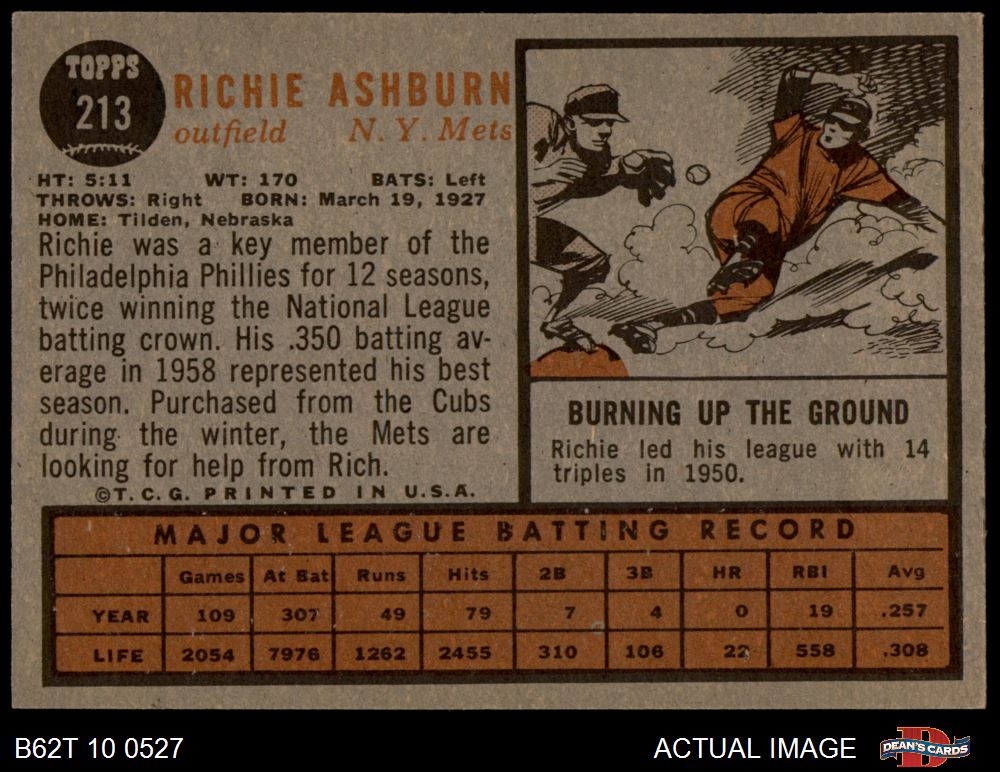 TOPPS
213
RICHIE ASHBURN
outfield N. Y. Mets
HT: 5:11 WT: 170 BATS: Left
THROWS: Right BORN: March 19, 1927
HOME: Tilden, Nebraska
Richie was a key member of the
Philadelphia Phillies for 12 seasons,
twice winning the National League
batting crown. His .350 batting av-
erage in 1958 represented his best
season. Purchased from the Cubs
during the winter, the Mets are
looking for help from Rich.
©T. C. G. PRINTED IN U.S.A.
BURNING UP THE GROUND
Richie led his league with 14
triples in 1950.
MAJOR LEAGUE BATTING RECORD
Games At Bat Runs Hits 2B 3B HR RBI Avg
YEAR 109 307 49 79 7 4 0 19 .257
LIFE 2054 7976 1262 2455 310 106 22 558 .308
B62T 10 0527
ACTUAL IMAGE
DEAN'S CARDS